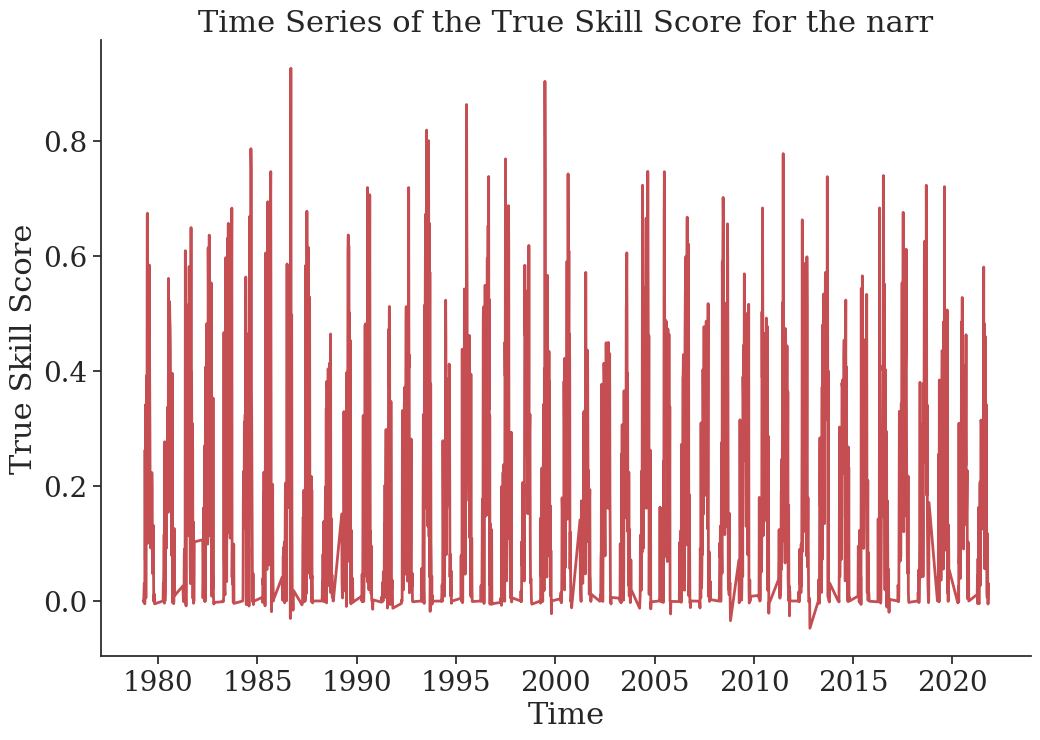 Time Series of the True Skill Score for the narr
True Skill Score
0.8
0.6
0.4
0.2
0.0
1980 1985 1990 1995 2000 2005 2010 2015 2020
Time